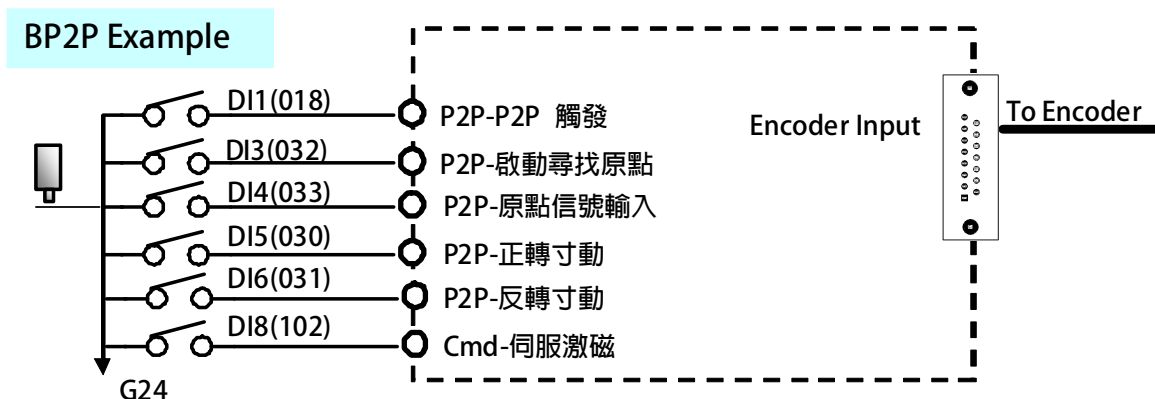 BP2P Example
DI1(018)
P2P-P2P 觸發
DI3(032)
P2P-啟動尋找原點
DI4(033)
P2P-原點信號輸入
DI5(030)
P2P-正轉寸動
DI6(031)
P2P-反轉寸動
DI8(102)
Cmd-伺服激磁
G24
Encoder Input
To Encoder